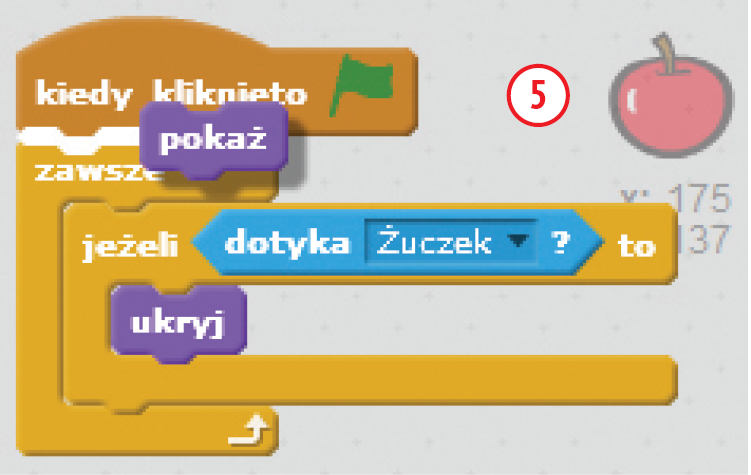 kiedy kliknięto
5
pokaż
zawsze
x: 175
jeżeli dotyka Żuczek ? to
137
ukryj